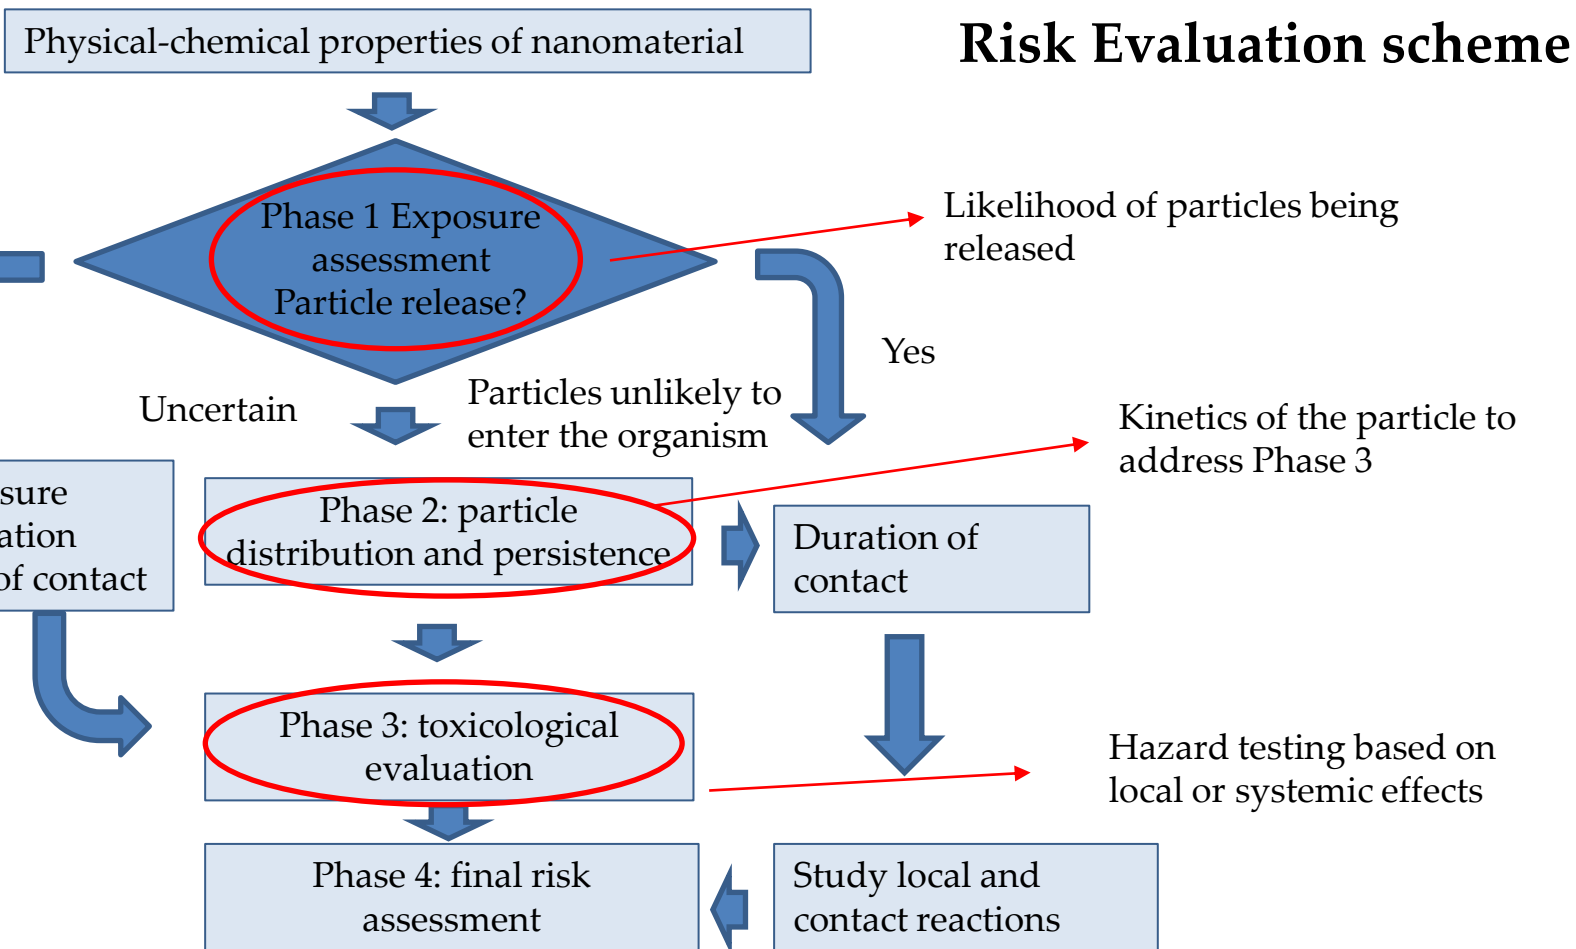 Physical-chemical properties of nanomaterial
Risk Evaluation scheme
Phase 1 Exposure
assessment
Particle release?
Likelihood of particles being
released
Yes
Uncertain
Particles unlikely to
enter the organism
Kinetics of the particle to
address Phase 3
sure
ation
of contact
Phase 2: particle
distribution and persistence
Duration of
contact
Phase 3: toxicological
evaluation
Hazard testing based on
local or systemic effects
Phase 4: final risk
assessment
Study local and
contact reactions